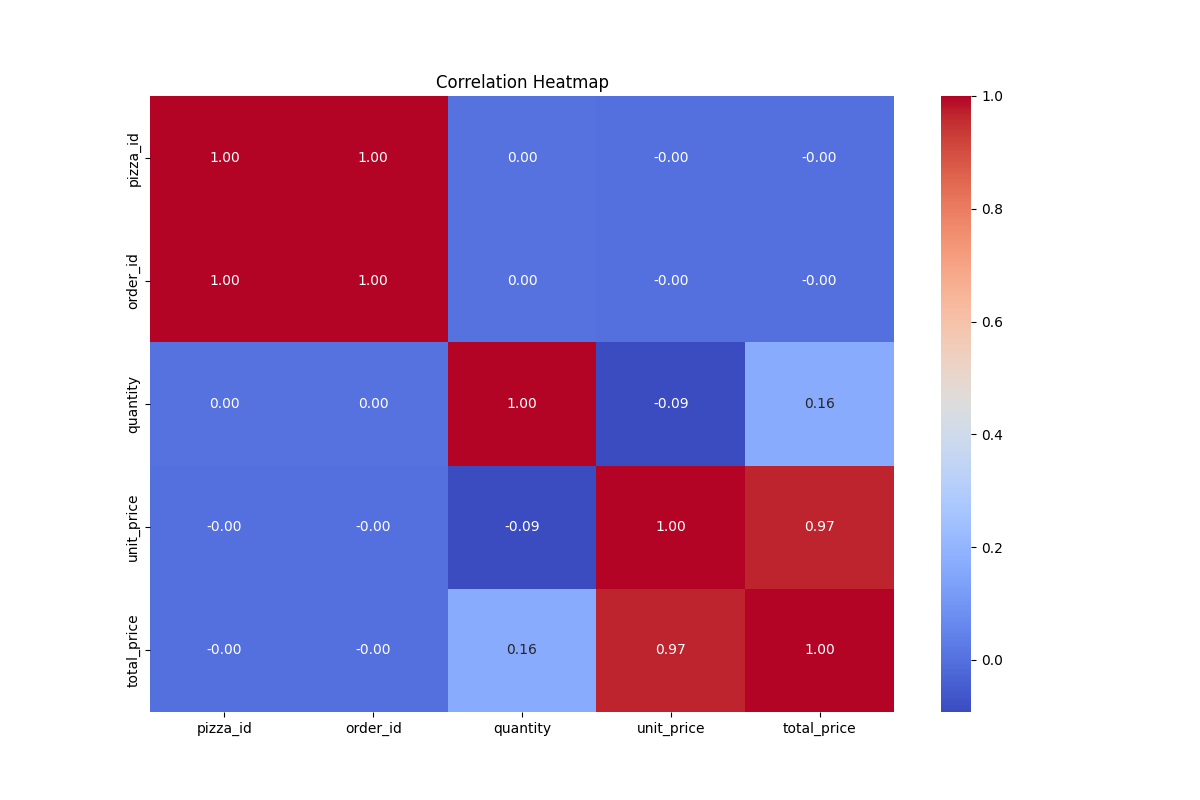 Correlation Heatmap
pizza_id 1.00 1.00 0.00 -0.00 -0.00
order_id 1.00 1.00 0.00 -0.00 -0.00
quantity 0.00 0.00 1.00 -0.09 0.16
unit_price -0.00 -0.00 -0.09 1.00 0.97
total_price -0.00 -0.00 0.16 0.97 1.00
pizza_id order_id quantity unit_price total_price
1.0
0.8
0.6
0.4
0.2
0.0